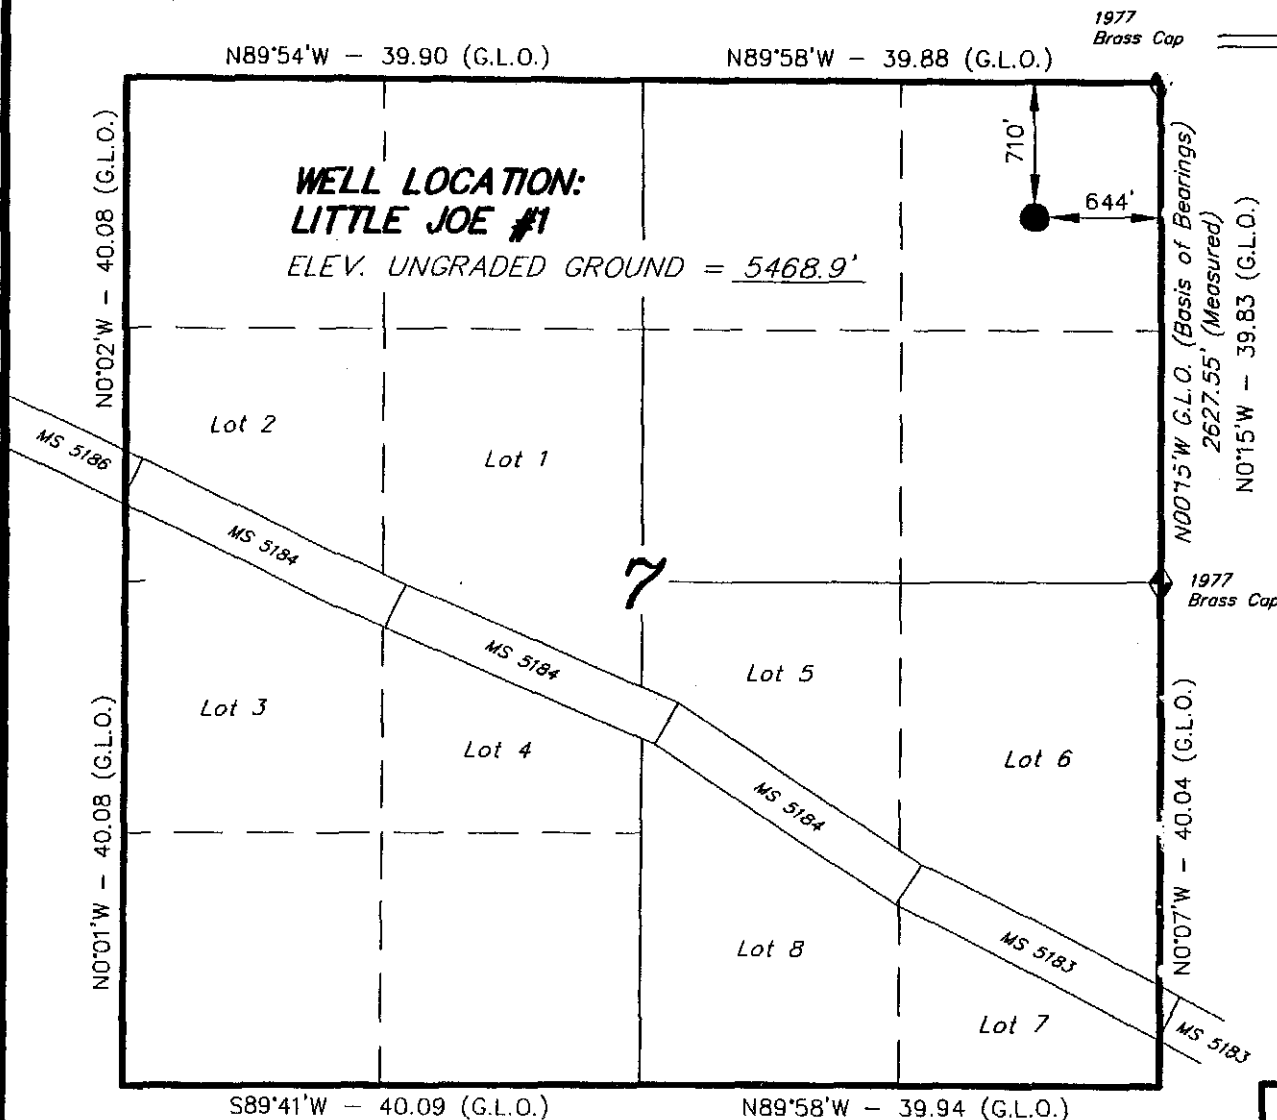 1977
Brass Cap
N89°54'W – 39.90 (G.L.O.)
N89°58'W – 39.88 (G.L.O.)
N0°02'W – 40.08 (G.L.O.)
WELL LOCATION:
LITTLE JOE #1
ELEV. UNGRADED GROUND = 5468.9'
710'
644'
N00°15'W G.L.O. (Basis of Bearings)
2627.55' (Measured)
N0°15'W – 39.83 (G.L.O.)
Lot 2
Lot 1
MS 5186
MS 5184
7
1977
Brass Cap
MS 5184
Lot 5
Lot 3
Lot 4
Lot 6
N0°01'W – 40.08 (G.L.O.)
MS 5184
N0°07'W – 40.04 (G.L.O.)
Lot 8
MS 5183
Lot 7
MS 5183
S89°41'W – 40.09 (G.L.O.)
N89°58'W – 39.94 (G.L.O.)